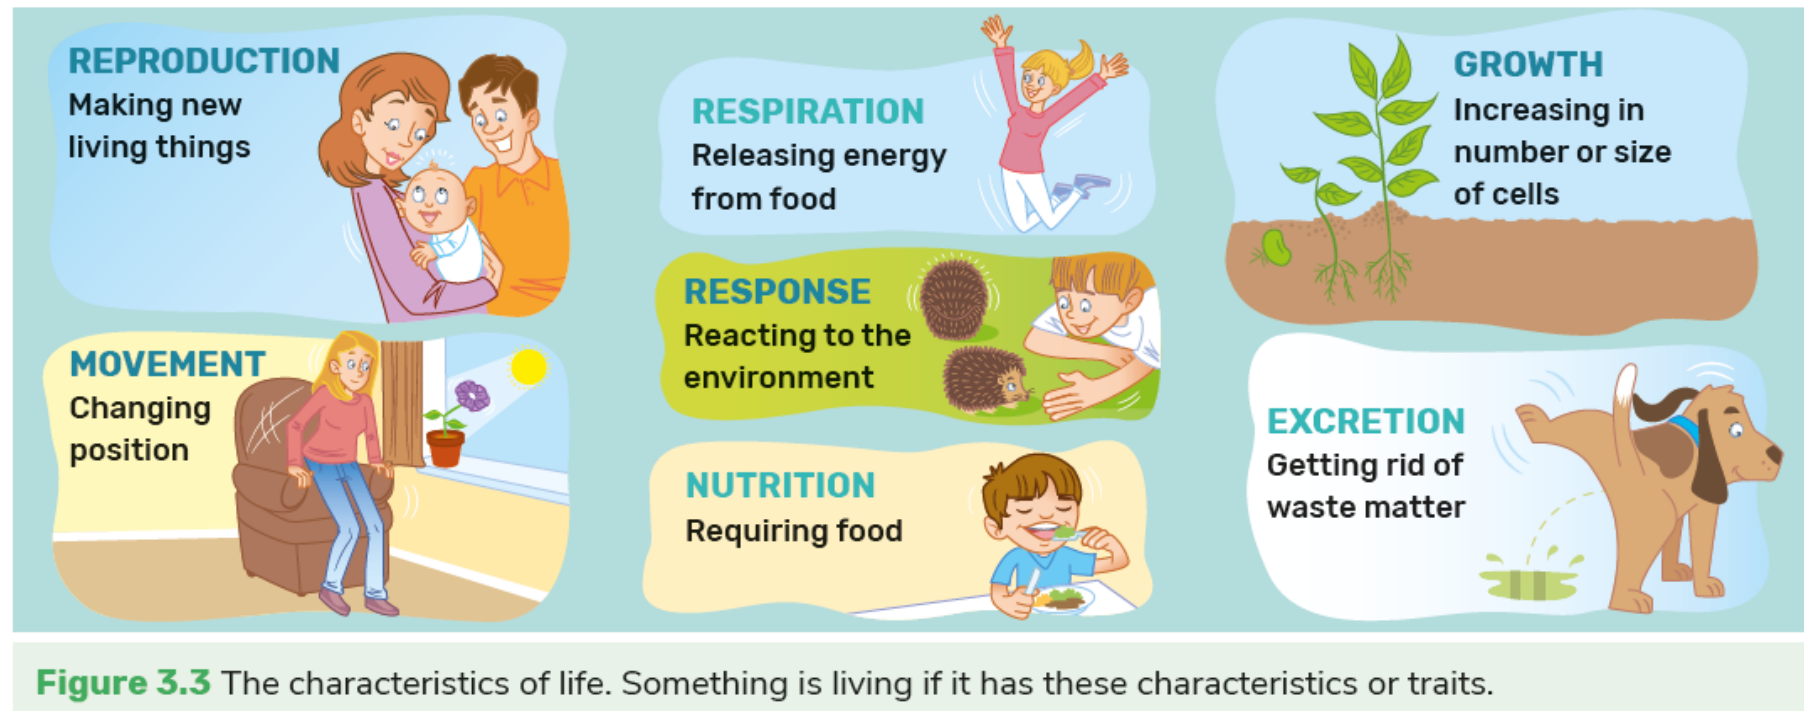 REPRODUCTION
Making new
living things
MOVEMENT
Changing
position
RESPIRATION
Releasing energy
from food
RESPONSE
Reacting to the
environment
NUTRITION
Requiring food
GROWTH
Increasing in
number or size
of cells
EXCRETION
Getting rid of
waste matter
Figure 3.3 The characteristics of life. Something is living if it has these characteristics or traits.